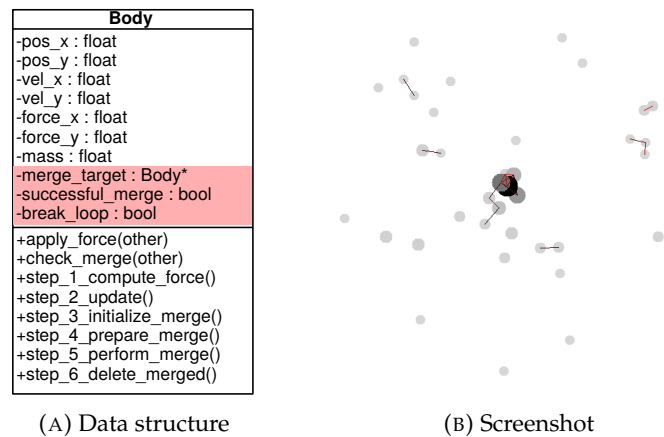 Body
-pos_x : float
-pos_y : float
-vel_x : float
-vel_y : float
-force_x : float
-force_y : float
-mass : float
-merge_target : Body*
-successful_merge : bool
-break_loop : bool
+apply_force(other)
+check_merge(other)
+step_1_compute_force()
+step_2_update()
+step_3_initialize_merge()
+step_4_prepare_merge()
+step_5_perform_merge()
+step_6_delete_merged()
(A) Data structure
(B) Screenshot